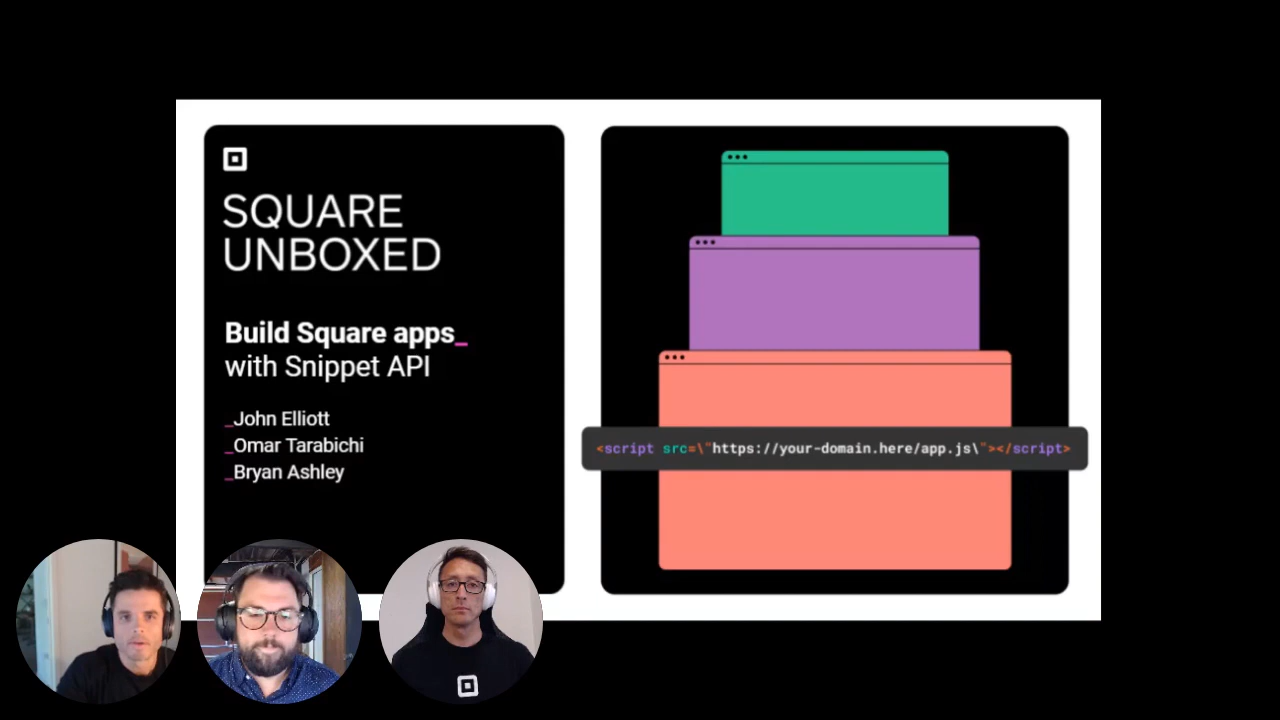 SQUARE
UNBOXED
Build Square apps_
with Snippet API
_John Elliott
_Omar Tarabichi
_Bryan Ashley
<script src=\"https://your-domain.here/app.js\"></script>